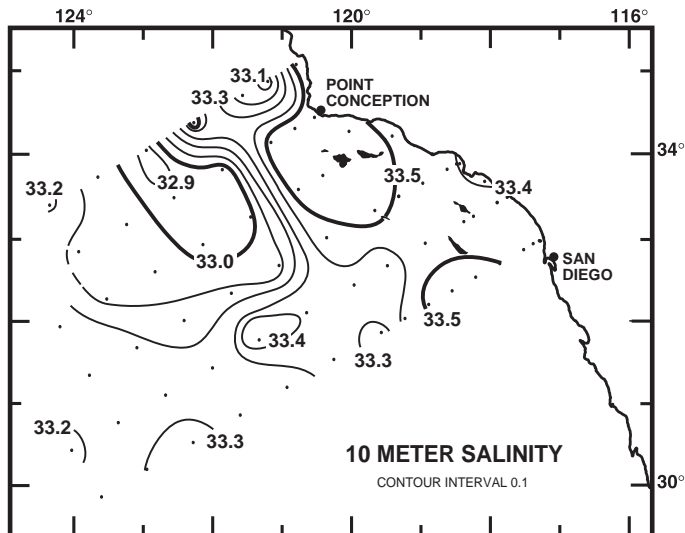 124° 120° 116°
33.1
33.3
POINT
CONCEPTION
34°
33.2
32.9
33.5
33.4
33.0
SAN
DIEGO
33.5
33.4
33.3
33.2
33.3
10 METER SALINITY
CONTOUR INTERVAL 0.1
30°